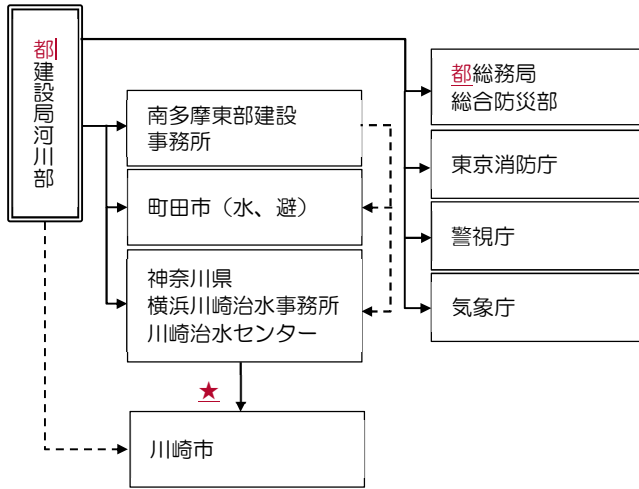 都建設局河川部
都総務局
総合防災部
南多摩東部建設
事務所
東京消防庁
町田市（水、避）
警視庁
神奈川県
横浜川崎治水事務所
川崎治水センター
気象庁
★
川崎市